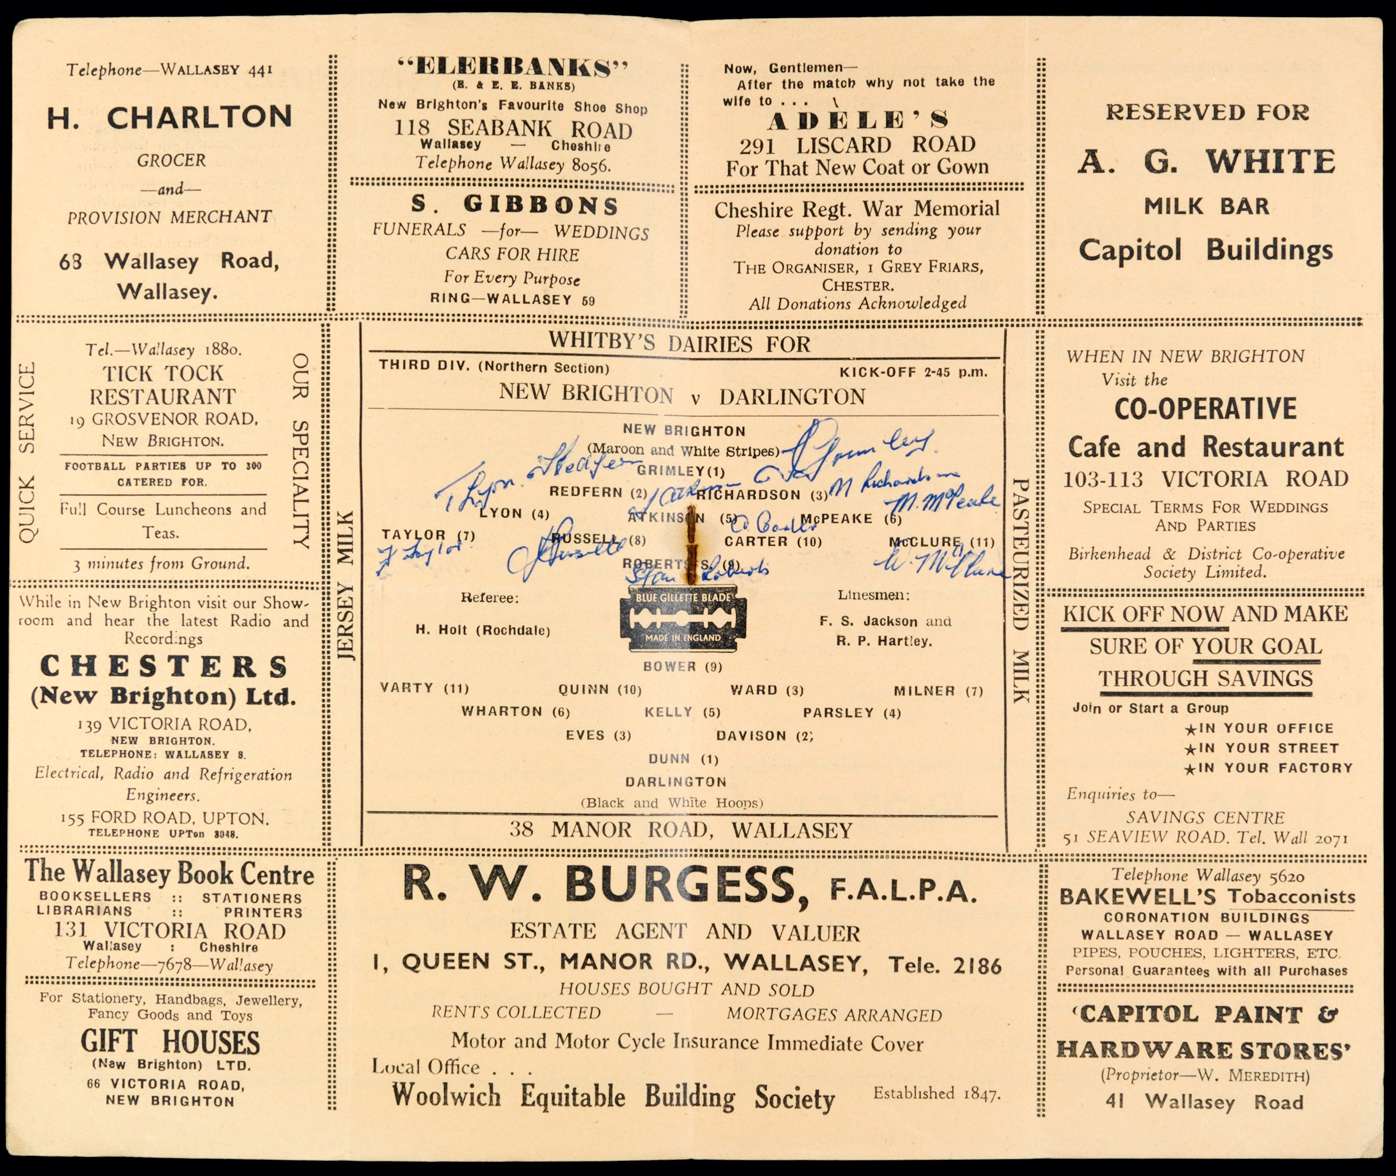 Telephone—WALLASEY 441
H. CHARLTON
GROCER
—and—
PROVISION MERCHANT
68 Wallasey Road,
Wallasey.
"ELERBANKS"
(E. & E. E. BANKS)
New Brighton's Favourite Shoe Shop
118 SEABANK ROAD
Wallasey — Cheshire
Telephone Wallasey 8056.
S. GIBBONS
FUNERALS —for— WEDDINGS
CARS FOR HIRE
For Every Purpose
RING—WALLASEY 59
Now, Gentlemen—
After the match why not take the
wife to . . .
ADELE'S
291 LISCARD ROAD
For That New Coat or Gown
Cheshire Regt. War Memorial
Please support by sending your
donation to
THE ORGANISER, 1 GREY FRIARS,
CHESTER.
All Donations Acknowledged
RESERVED FOR
A. G. WHITE
MILK BAR
Capitol Buildings
QUICK SERVICE
Tel.—Wallasey 1880.
TICK TOCK
RESTAURANT
19 GROSVENOR ROAD,
NEW BRIGHTON.
FOOTBALL PARTIES UP TO 300
CATERED FOR.
Full Course Luncheons and
Teas.
3 minutes from Ground.
OUR SPECIALITY
While in New Brighton visit our Show-
room and hear the latest Radio and
Recordings
CHESTERS
(New Brighton) Ltd.
139 VICTORIA ROAD,
NEW BRIGHTON.
TELEPHONE: WALLASEY 8.
Electrical, Radio and Refrigeration
Engineers.
155 FORD ROAD, UPTON,
TELEPHONE UPTon 3948.
The Wallasey Book Centre
BOOKSELLERS :: STATIONERS
LIBRARIANS :: PRINTERS
131 VICTORIA ROAD
Wallasey : Cheshire
Telephone—7678—Wallasey
For Stationery, Handbags, Jewellery,
Fancy Goods and Toys
GIFT HOUSES
(New Brighton) LTD.
66 VICTORIA ROAD,
NEW BRIGHTON
JERSEY MILK
WHITBY'S DAIRIES FOR
THIRD DIV. (Northern Section) KICK-OFF 2-45 p.m.
NEW BRIGHTON v DARLINGTON
NEW BRIGHTON
(Maroon and White Stripes)
GRIMLEY (1)
REDFERN (2) RICHARDSON (3) M Richardson
T Lyon LYON (4) ATKINSON (5) McPEAKE (6) M. McPeake
TAYLOR (7) RUSSELL (8) CARTER (10) McCLURE (11)
F Taylor
ROBERTS (9)
Stan Roberts
Referee: Linesmen:
H. Holt (Rochdale) F. S. Jackson and
R. P. Hartley.
BLUE GILLETTE BLADES
MADE IN ENGLAND
BOWER (9)
VARTY (11) QUINN (10) WARD (3) MILNER (7)
WHARTON (6) KELLY (5) PARSLEY (4)
EVES (3) DAVISON (2;
DUNN (1)
DARLINGTON
(Black and White Hoops)
38 MANOR ROAD, WALLASEY
PASTEURIZED MILK
R. W. BURGESS, F.A.L.P.A.
ESTATE AGENT AND VALUER
1, QUEEN ST., MANOR RD., WALLASEY, Tele. 2186
HOUSES BOUGHT AND SOLD
RENTS COLLECTED — MORTGAGES ARRANGED
Motor and Motor Cycle Insurance Immediate Cover
Local Office . . .
Woolwich Equitable Building Society Established 1847.
WHEN IN NEW BRIGHTON
Visit the
CO-OPERATIVE
Cafe and Restaurant
103-113 VICTORIA ROAD
SPECIAL TERMS FOR WEDDINGS
AND PARTIES
Birkenhead & District Co-operative
Society Limited.
KICK OFF NOW AND MAKE
SURE OF YOUR GOAL
THROUGH SAVINGS
Join or Start a Group
★IN YOUR OFFICE
★IN YOUR STREET
★IN YOUR FACTORY
Enquiries to—
SAVINGS CENTRE
51 SEAVIEW ROAD. Tel. Wall 2071
Telephone Wallasey 5620
BAKEWELL'S Tobacconists
CORONATION BUILDINGS
WALLASEY ROAD — WALLASEY
PIPES, POUCHES, LIGHTERS, ETC.
Personal Guarantees with all Purchases
'CAPITOL PAINT &
HARDWARE STORES'
(Proprietor—W. MEREDITH)
41 Wallasey Road